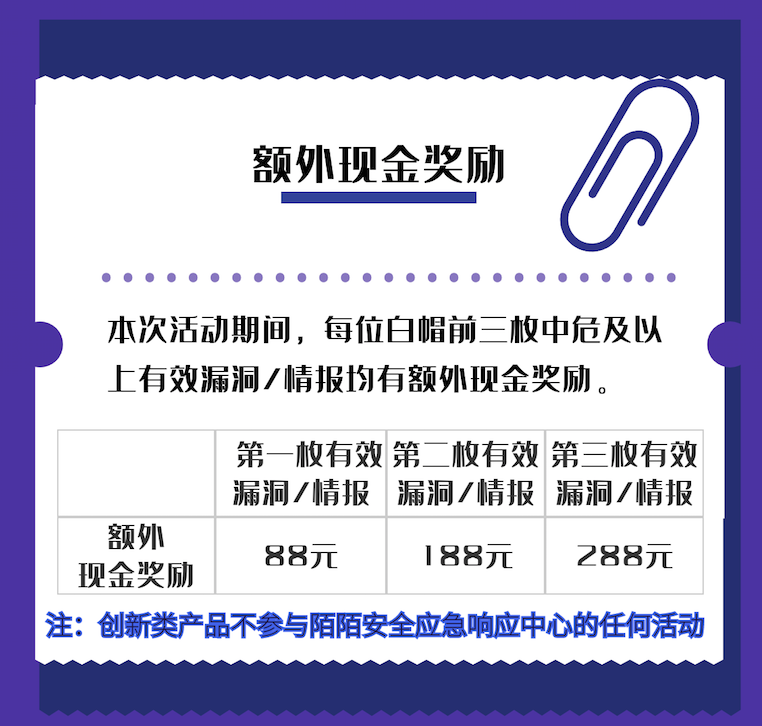 额外现金奖励
本次活动期间，每位白帽前三枚中危及以
上有效漏洞/情报均有额外现金奖励。
第一枚有效 第二枚有效 第三枚有效
漏洞/情报 漏洞/情报 漏洞/情报
额外
现金奖励 88元 188元 288元
注：创新类产品不参与陌陌安全应急响应中心的任何活动